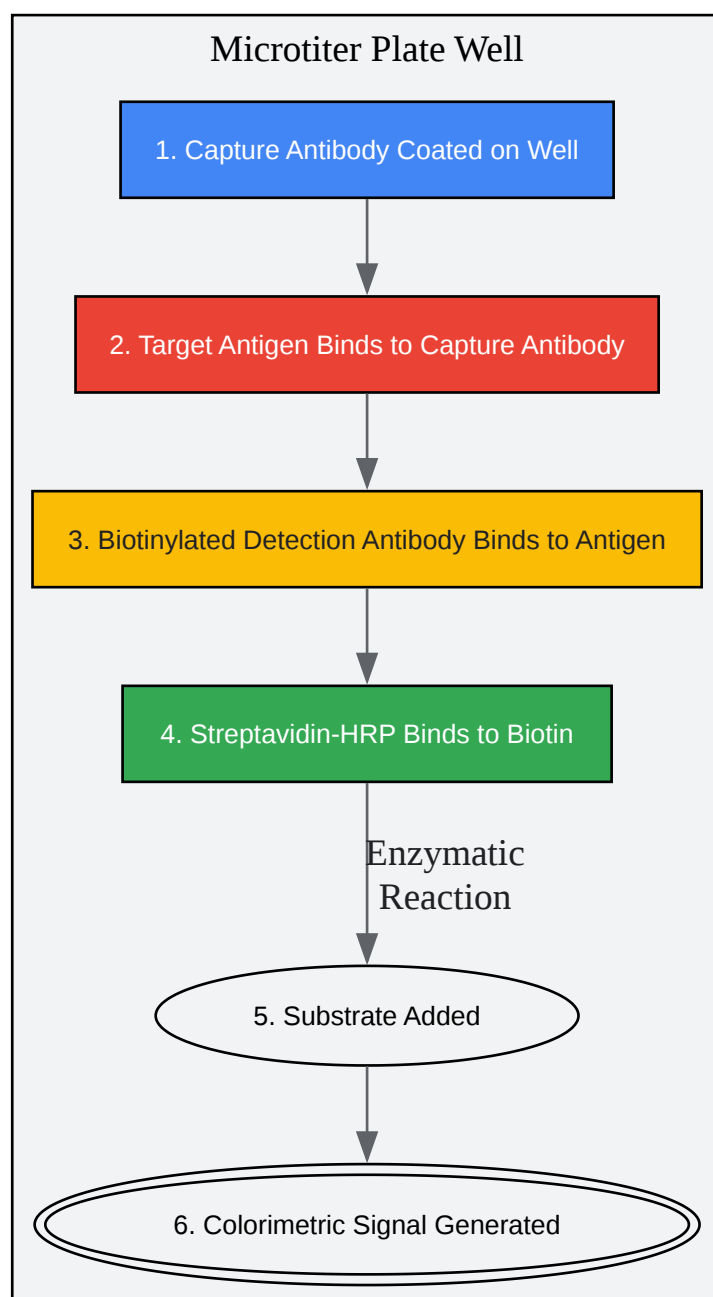 Microtiter Plate Well
1. Capture Antibody Coated on Well
2. Target Antigen Binds to Capture Antibody
3. Biotinylated Detection Antibody Binds to Antigen
4. Streptavidin-HRP Binds to Biotin
Enzymatic
Reaction
5. Substrate Added
6. Colorimetric Signal Generated